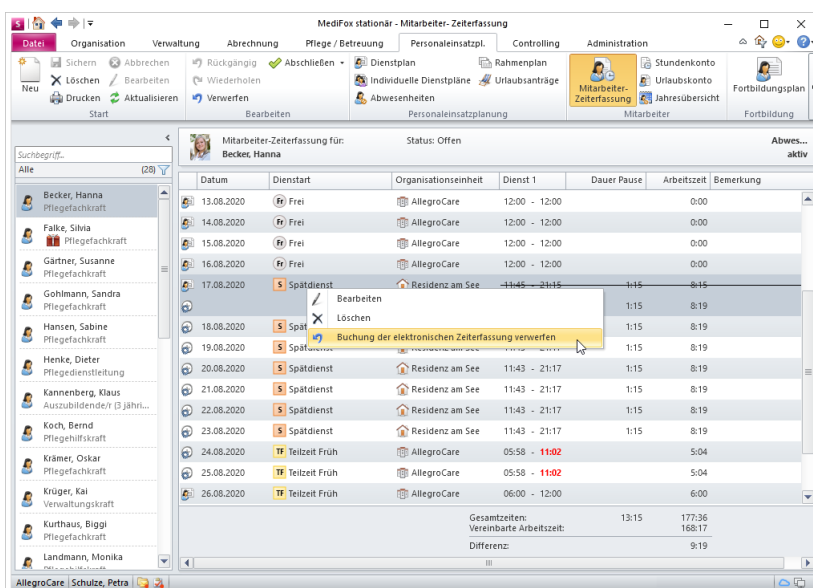 MediFox stationär - Mitarbeiter- Zeiterfassung
Datei Organisation Verwaltung Abrechnung Pflege / Betreuung Personaleinsatzpl. Controlling Administration
Neu
Sichern Abbrechen
Löschen Bearbeiten
Drucken Aktualisieren
Start
Rückgängig Abschließen
Wiederholen
Verwerfen
Bearbeiten
Dienstplan Rahmenplan
Individuelle Dienstpläne Urlaubsanträge
Abwesenheiten
Personaleinsatzplanung
Mitarbeiter-
Zeiterfassung
Stundenkonto
Urlaubskonto
Jahresübersicht
Mitarbeiter
Fortbildungsplan
Fortbildung
Suchbegriff...
Alle (28)
Becker, Hanna
Pflegefachkraft
Falke, Silvia
Pflegefachkraft
Gärtner, Susanne
Pflegefachkraft
Gohlmann, Sandra
Pflegefachkraft
Hansen, Sabine
Pflegefachkraft
Henke, Dieter
Pflegedienstleitung
Kannenberg, Klaus
Auszubildende/r (3 jähri...
Koch, Bernd
Pflegehilfskraft
Krämer, Oskar
Pflegefachkraft
Krüger, Kai
Verwaltungskraft
Kurthaus, Biggi
Pflegefachkraft
Landmann, Monika
Mitarbeiter-Zeiterfassung für: Status: Offen Abwes...
Becker, Hanna aktiv
Datum Dienstart Organisationseinheit Dienst 1 Dauer Pause Arbeitszeit Bemerkung
13.08.2020 Fr Frei AllegroCare 12:00 - 12:00 0:00
14.08.2020 Fr Frei AllegroCare 12:00 - 12:00 0:00
15.08.2020 Fr Frei AllegroCare 12:00 - 12:00 0:00
16.08.2020 Fr Frei AllegroCare 12:00 - 12:00 0:00
17.08.2020 S Spätdienst Residenz am See 11:45 - 21:15 1:15 8:15
1:15 8:19
Bearbeiten
Löschen
Buchung der elektronischen Zeiterfassung verwerfen
18.08.2020 S 1:15 8:19
19.08.2020 S Spätdienst Residenz am See 11:43 - 21:17 1:15 8:19
20.08.2020 S Spätdienst Residenz am See 11:43 - 21:17 1:15 8:19
21.08.2020 S Spätdienst Residenz am See 11:43 - 21:17 1:15 8:19
22.08.2020 S Spätdienst Residenz am See 11:43 - 21:17 1:15 8:19
23.08.2020 S Spätdienst Residenz am See 11:43 - 21:17 1:15 8:19
24.08.2020 TF Teilzeit Früh AllegroCare 05:58 - 11:02 5:04
25.08.2020 TF Teilzeit Früh AllegroCare 05:58 - 11:02 5:04
26.08.2020 TF Teilzeit Früh AllegroCare 06:00 - 12:00 6:00
Gesamtzeiten: 13:15 177:36
Vereinbarte Arbeitszeit: 168:17
Differenz: 9:19
AllegroCare Schulze, Petra